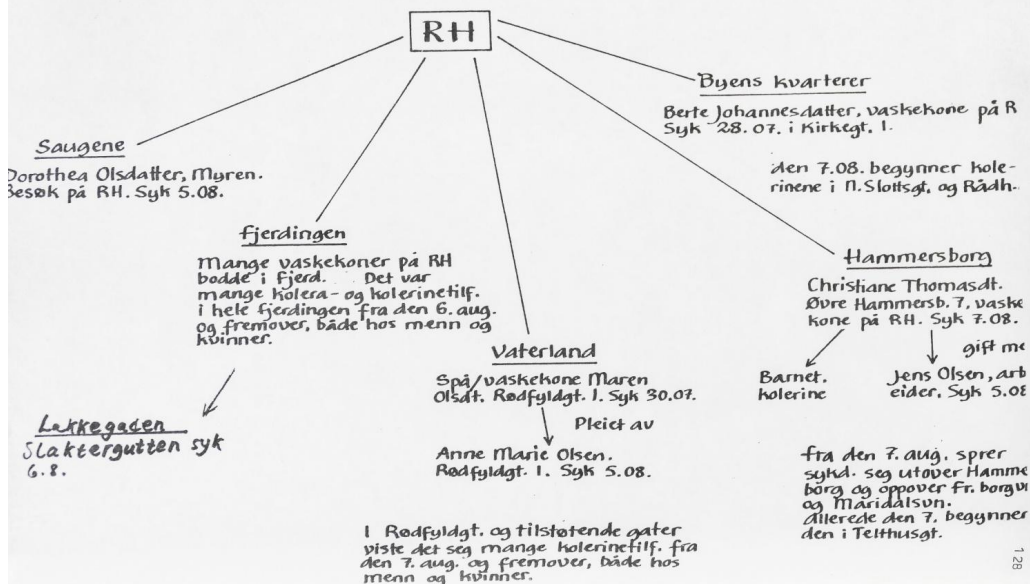 RH
Byens kvarterer
Berte Johannesdatter, vaskekone på R
Syk 28.07. i Kirkegt. 1.
den 7.08. begynner kole-
rinene i N. Slottsgt. og Rådh.
Saugene
Dorothea Olsdatter, Myren.
Besøk på RH. Syk 5.08.
Fjerdingen
Mange vaskekoner på RH
bodde i Fjerd. Det var
mange kolera- og kolerinetilf.
i hele fjerdingen fra den 6. aug.
og fremover, både hos menn og
kvinner.
Lakkegaden
Slaktergutten syk
6.8.
Vaterland
Spå/vaskekone Maren
Olsdt. Rødfyldgt. 1. Syk 30.07.
Pleiet av
Anne Marie Olsen.
Rødfyldgt. 1. Syk 5.08.
I Rødfyldgt. og tilstøtende gater
viste det seg mange kolerinetilf. fra
den 7. aug. og fremover, både hos
menn og kvinner.
Hammersborg
Christiane Thomasdt.
Øvre Hammersb. 7, vaske
kone på RH. Syk 7.08.
gift me
Barnet.
kolerine
Jens Olsen, arb
eider. Syk 5.08
fra den 7. aug. sprer
sykd. seg utover Hamme
borg og oppover Fr. borgv
og Maridalsvn.
allerede den 7. begynner
den i Telthusgt.
128